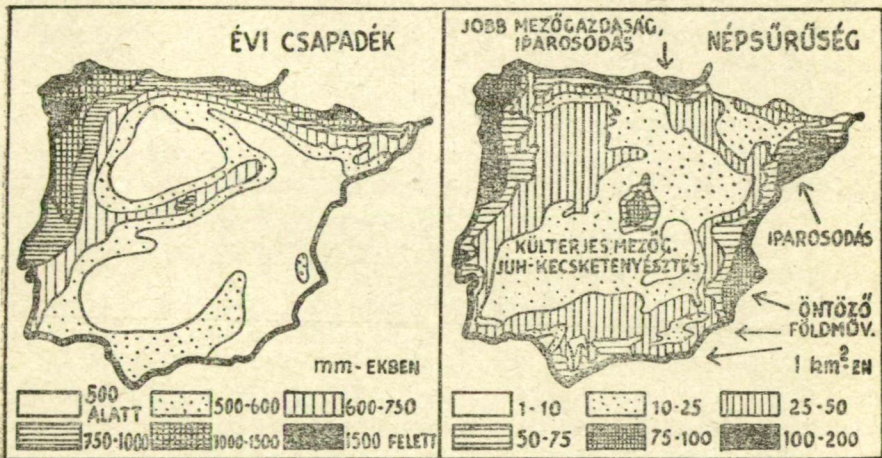 ÉVI CSAPADÉK
mm-EKBEN
500 ALATT
500-600
600-750
750-1000
1000-1500
1500 FELETT
JOBB MEZŐGAZDASÁG,
IPAROSODÁS
NÉPSŰRŰSÉG
KÜLTERJES MEZŐG.
JUH-KECSKETENYÉSZTÉS
IPAROSODÁS
ÖNTÖZŐ
FÖLDMŰV.
1 km²-EN
1-10
10-25
25-50
50-75
75-100
100-200